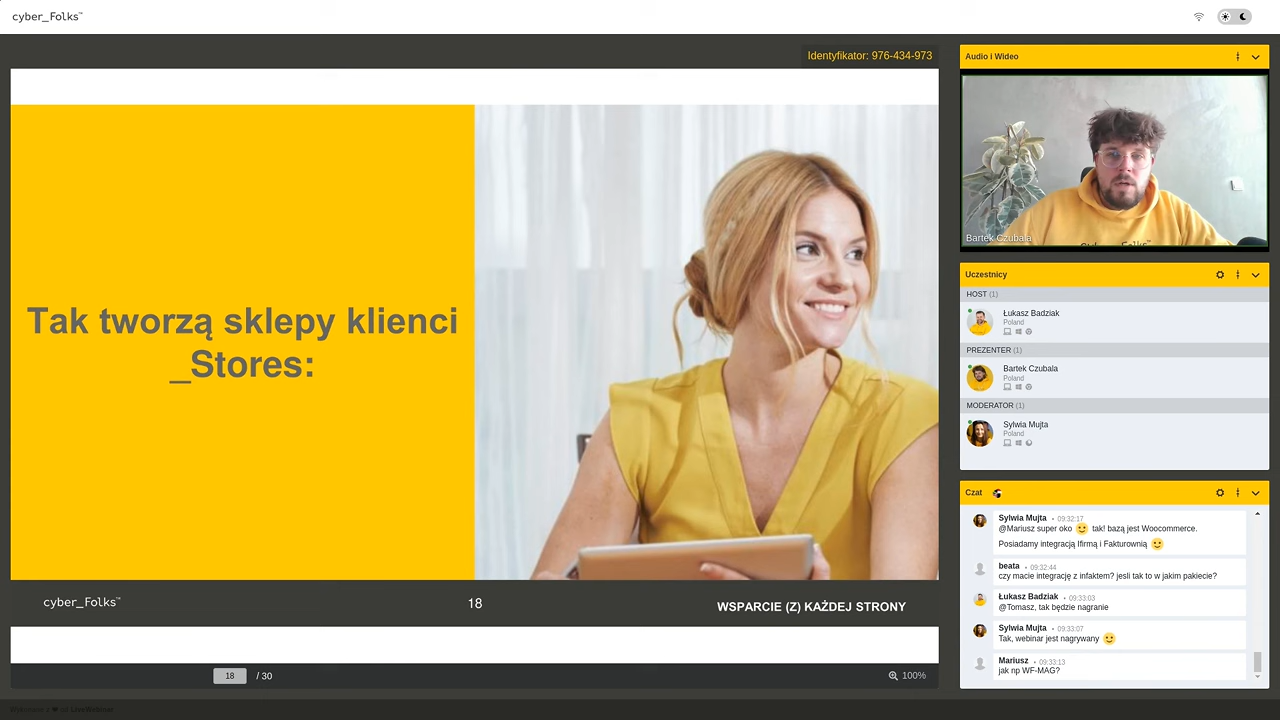 cyber_Folks™
Identyfikator: 976-434-973
Tak tworzą sklepy klienci
_Stores:
cyber_Folks™
18
WSPARCIE (Z) KAŻDEJ STRONY
18 / 30
100%
Audio i Wideo
Bartek Czubala
Uczestnicy
HOST (1)
Łukasz Badziak
Poland
PREZENTER (1)
Bartek Czubala
Poland
MODERATOR (1)
Sylwia Mujta
Poland
Czat
Sylwia Mujta • 09:32:17
@Mariusz super oko tak! bazą jest Woocommerce.
Posiadamy integrację Ifirmą i Fakturownią
beata • 09:32:44
czy macie integrację z infaktem? jesli tak to w jakim pakiecie?
Łukasz Badziak • 09:33:03
@Tomasz, tak będzie nagranie
Sylwia Mujta • 09:33:07
Tak, webinar jest nagrywany
Mariusz • 09:33:13
jak np WF-MAG?
LiveWebinar